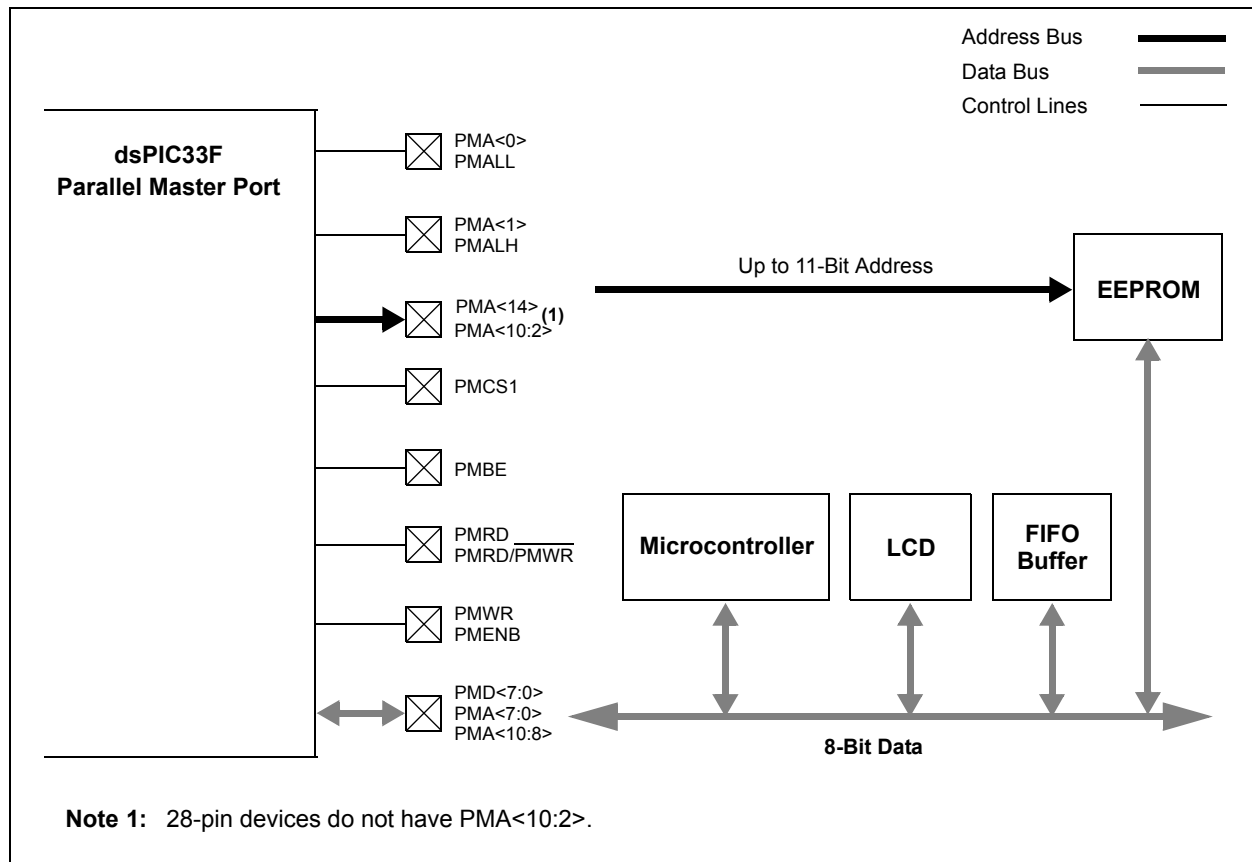 Address Bus
Data Bus
Control Lines
dsPIC33F
Parallel Master Port
PMA<0>
PMALL
PMA<1>
PMALH
PMA<14>(1)
PMA<10:2>
PMCS1
PMBE
PMRD
PMRD/PMWR
PMWR
PMENB
PMD<7:0>
PMA<7:0>
PMA<10:8>
Up to 11-Bit Address
EEPROM
Microcontroller
LCD
FIFO
Buffer
8-Bit Data
Note 1: 28-pin devices do not have PMA<10:2>.